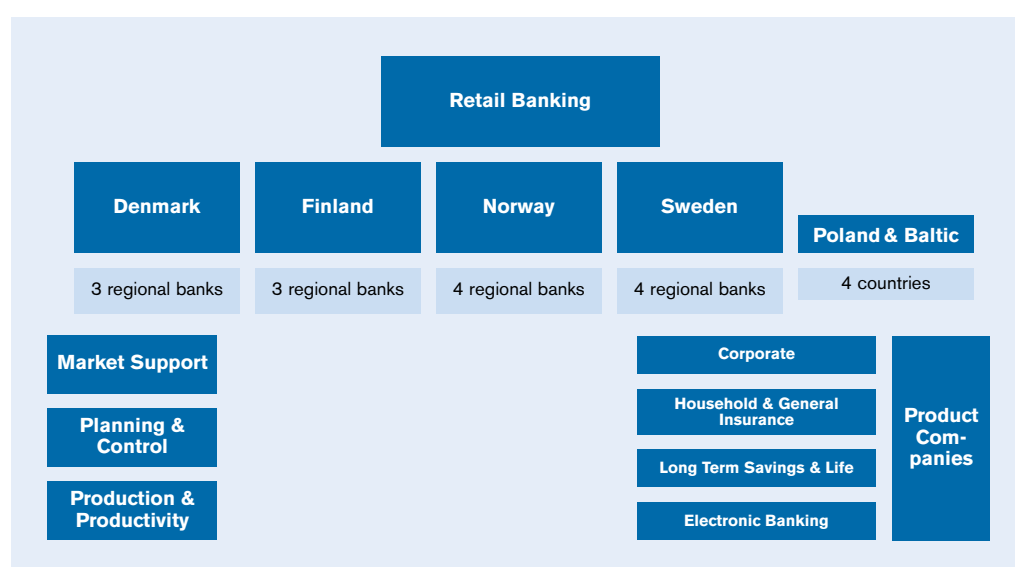 Retail Banking
Denmark
Finland
Norway
Sweden
Poland & Baltic
3 regional banks
3 regional banks
4 regional banks
4 regional banks
4 countries
Market Support
Planning &
Control
Production &
Productivity
Corporate
Household & General
Insurance
Long Term Savings & Life
Electronic Banking
Product
Com-
panies